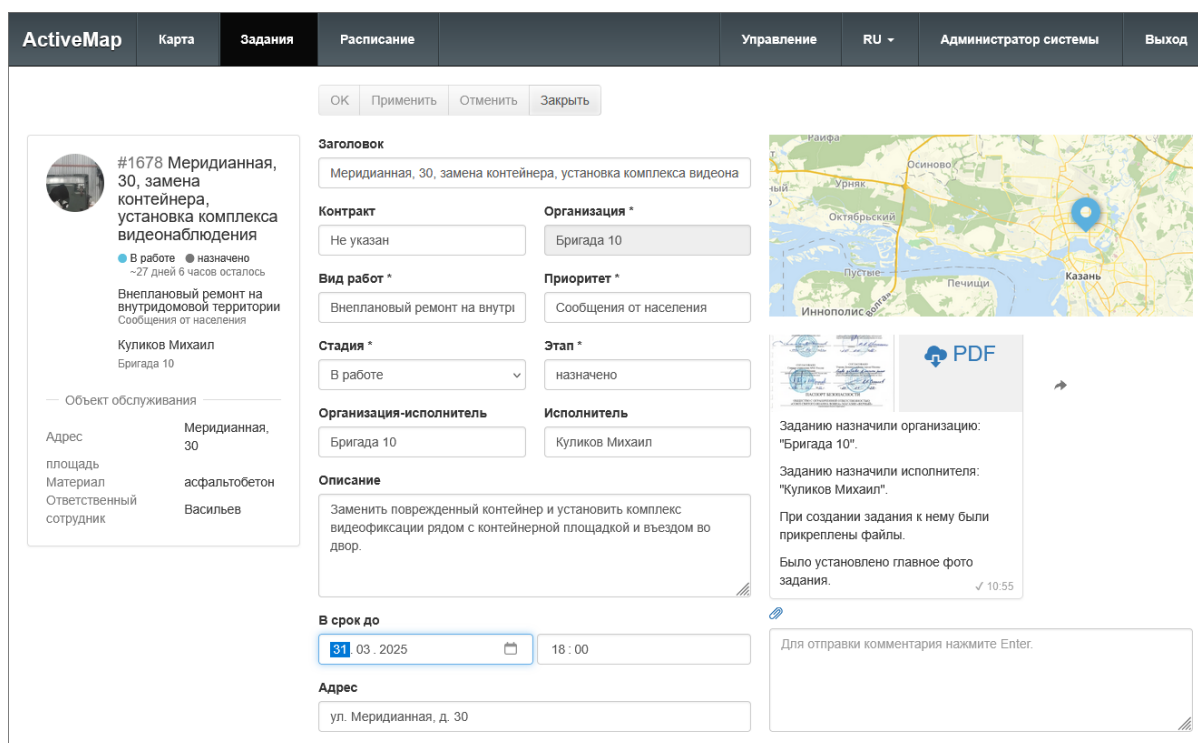 ActiveMap Карта Задания Расписание Управление RU Администратор системы Выход
OK Применить Отменить Закрыть
#1678 Меридианная,
30, замена
контейнера,
установка комплекса
видеонаблюдения
В работе назначено
~27 дней 6 часов осталось
Внеплановый ремонт на
внутридомовой территории
Сообщения от населения
Куликов Михаил
Бригада 10
Объект обслуживания
Адрес Меридианная,
30
площадь
Материал асфальтобетон
Ответственный
сотрудник Васильев
Заголовок
Меридианная, 30, замена контейнера, установка комплекса видеона
Контракт Организация *
Не указан Бригада 10
Вид работ * Приоритет *
Внеплановый ремонт на внутри Сообщения от населения
Стадия * Этап *
В работе назначено
Организация-исполнитель Исполнитель
Бригада 10 Куликов Михаил
Описание
Заменить поврежденный контейнер и установить комплекс
видеофиксации рядом с контейнерной площадкой и въездом во
двор.
В срок до
31.03.2025 18:00
Адрес
ул. Меридианная, д. 30
Раифа
Осиново
Урняк
Октябрьский
Пустые
Казань
Печищи
Иннополис
Волга
PDF
ПАСПОРТ БЕЗОПАСНОСТИ
Заданию назначили организацию:
"Бригада 10".
Заданию назначили исполнителя:
"Куликов Михаил".
При создании задания к нему были
прикреплены файлы.
Было установлено главное фото
задания.
✓ 10:55
Для отправки комментария нажмите Enter.